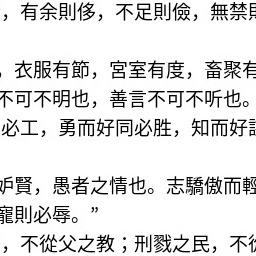 ，有余則侈，不足則儉，無禁則
，衣服有節，宮室有度，畜聚有
不可不明也，善言不可不听也。
必工，勇而好同必胜，知而好謀
妒賢，愚者之情也。志驕傲而輕
寵則必辱。”
，不從父之教；刑戮之民，不從